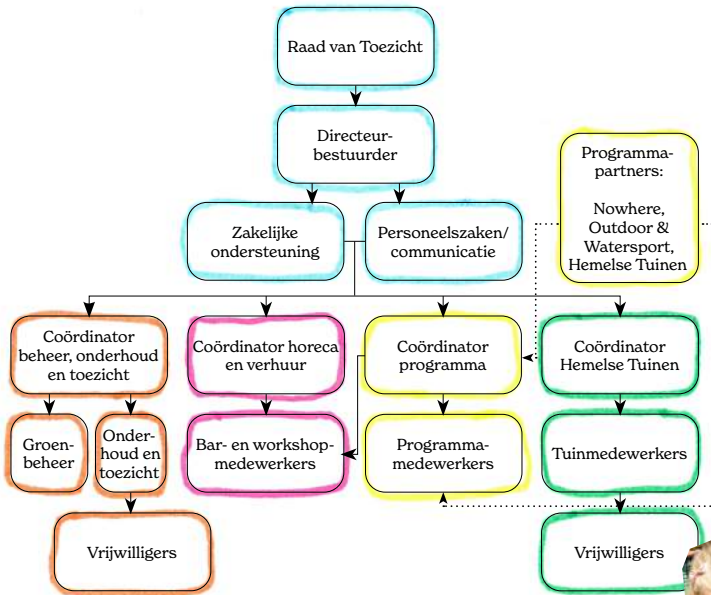 Raad van Toezicht
Directeur-
bestuurder
Programma-
partners:
Nowhere,
Outdoor &
Watersport,
Hemelse Tuinen
Zakelijke
ondersteuning
Personeelszaken/
communicatie
Coördinator
beheer, onderhoud
en toezicht
Coördinator horeca
en verhuur
Coördinator
programma
Coördinator
Hemelse Tuinen
Groen-
beheer
Onder-
houd en
toezicht
Bar- en workshop-
medewerkers
Programma-
medewerkers
Tuinmedewerkers
Vrijwilligers
Vrijwilligers